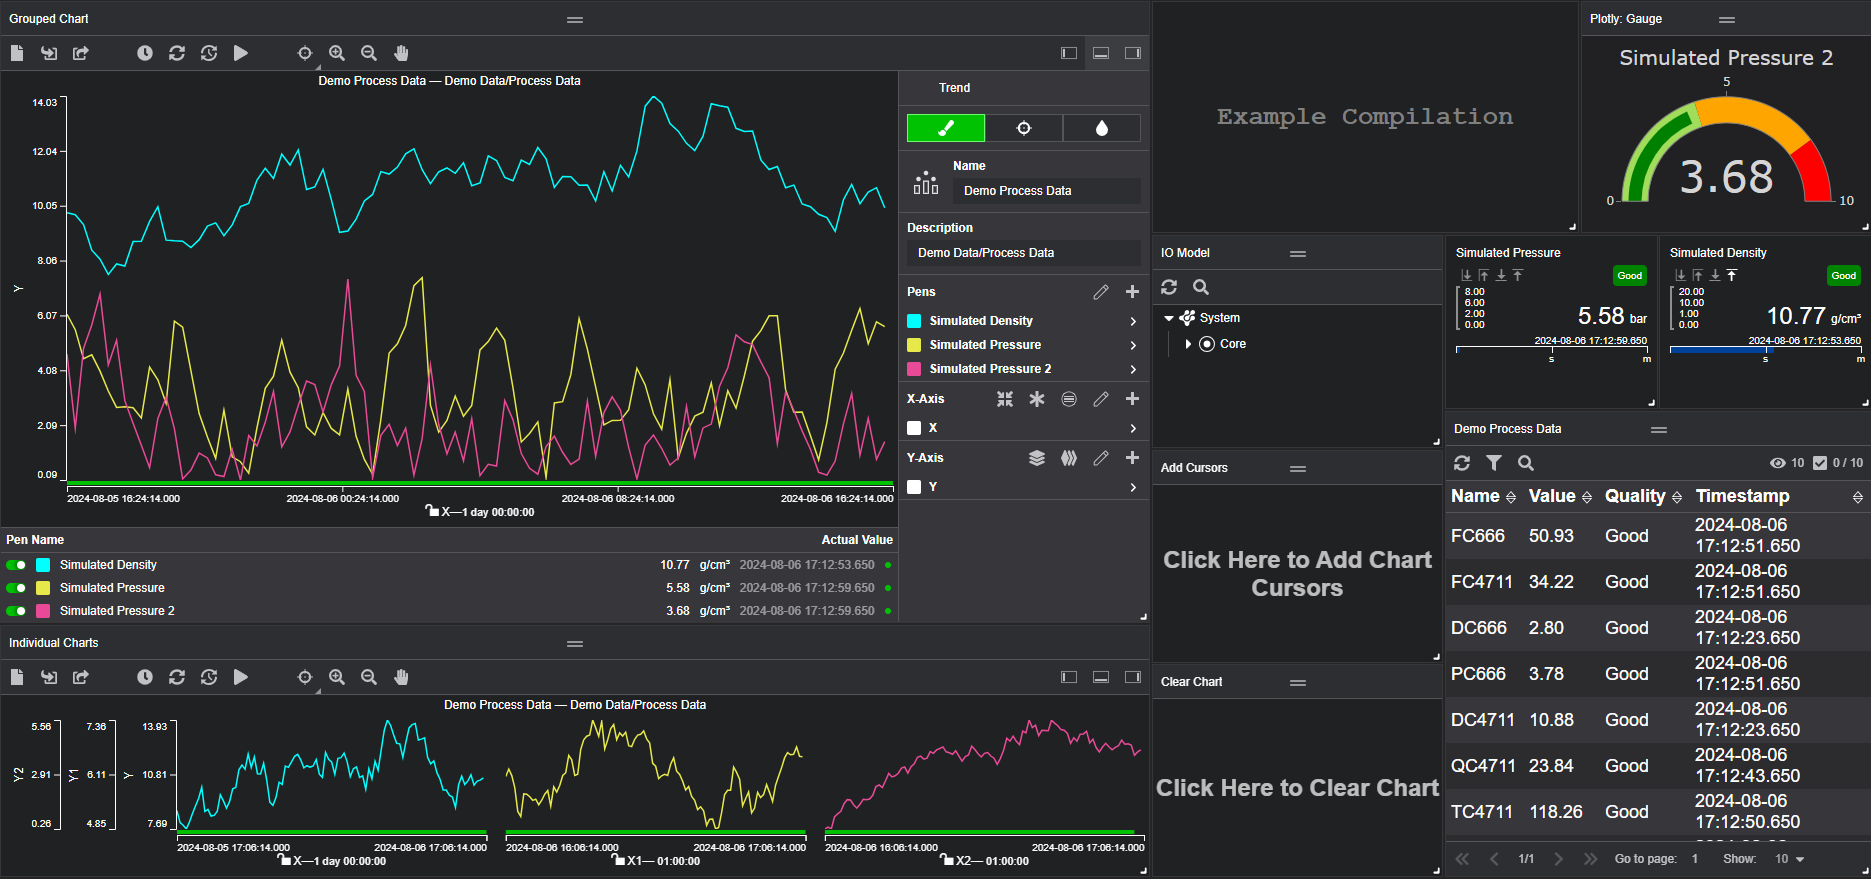 Grouped Chart
Demo Process Data — Demo Data/Process Data
14.03
12.04
10.05
8.06
Y
6.07
4.08
2.09
0.09
2024-08-05 16:24:14.000
2024-08-06 00:24:14.000
2024-08-06 08:24:14.000
2024-08-06 16:24:14.000
X—1 day 00:00:00
Pen Name Actual Value
Simulated Density 10.77 g/cm³ 2024-08-06 17:12:53.650
Simulated Pressure 5.58 g/cm³ 2024-08-06 17:12:59.650
Simulated Pressure 2 3.68 g/cm³ 2024-08-06 17:12:59.650
Trend
Name
Demo Process Data
Description
Demo Data/Process Data
Pens
Simulated Density
Simulated Pressure
Simulated Pressure 2
X-Axis
X
Y-Axis
Y
Individual Charts
Demo Process Data — Demo Data/Process Data
5.56 7.36 13.93
Y2 2.91 Y1 6.11 Y 10.81
0.26 4.85 7.69
2024-08-05 17:06:14.000 2024-08-06 17:06:14.000
X—1 day 00:00:00
2024-08-06 16:06:14.000 2024-08-06 17:06:14.000
X1— 01:00:00
2024-08-06 16:06:14.000 2024-08-06 17:06:14.000
X2— 01:00:00
Example Compilation
Plotly: Gauge
Simulated Pressure 2
5
0
3.68
10
IO Model
System
Core
Simulated Pressure
Good
8.00
6.00
2.00
0.00
5.58 bar
2024-08-06 17:12:59.650
s m
Simulated Density
Good
20.00
10.00
1.00
0.00
10.77 g/cm³
2024-08-06 17:12:53.650
s m
Add Cursors
Click Here to Add Chart
Cursors
Clear Chart
Click Here to Clear Chart
Demo Process Data
10 0 / 10
Name Value Quality Timestamp
FC666 50.93 Good 2024-08-06
17:12:51.650
FC4711 34.22 Good 2024-08-06
17:12:51.650
DC666 2.80 Good 2024-08-06
17:12:23.650
PC666 3.78 Good 2024-08-06
17:12:51.650
DC4711 10.88 Good 2024-08-06
17:12:23.650
QC4711 23.84 Good 2024-08-06
17:12:43.650
TC4711 118.26 Good 2024-08-06
17:12:50.650
1/1 Go to page: 1 Show: 10